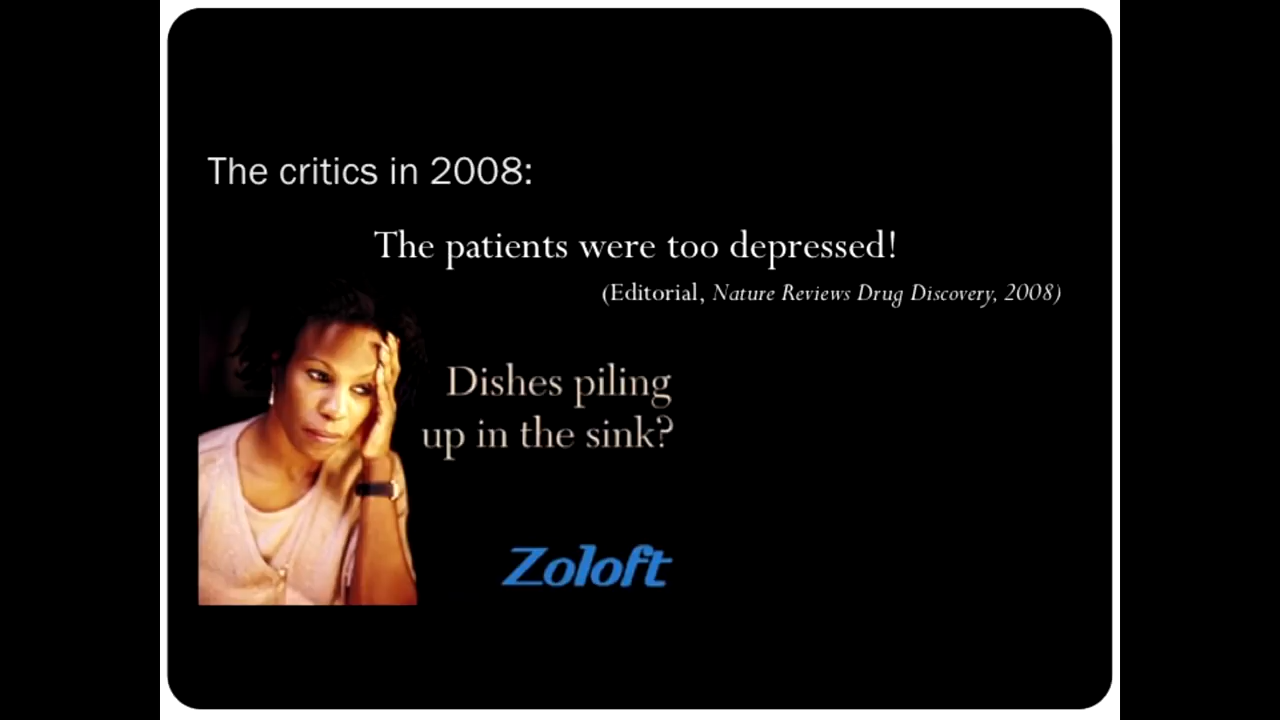 The critics in 2008:
The patients were too depressed!
(Editorial, Nature Reviews Drug Discovery, 2008)
Dishes piling
up in the sink?
Zoloft